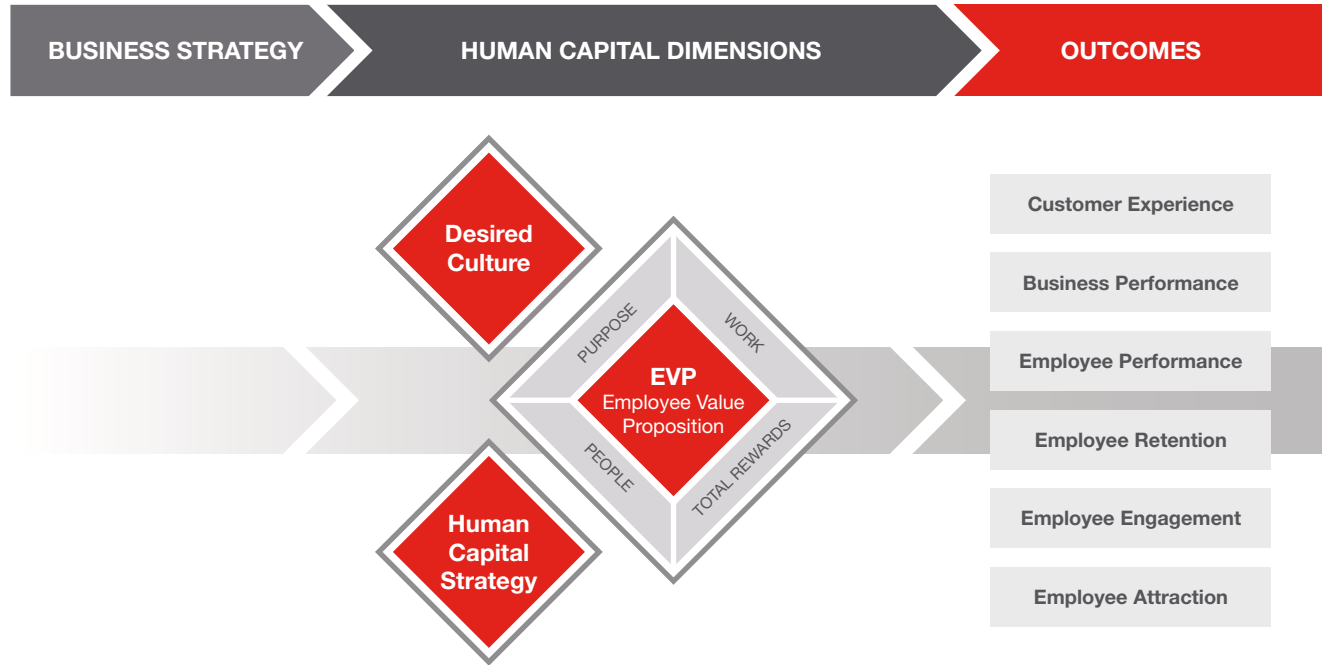 BUSINESS STRATEGY
HUMAN CAPITAL DIMENSIONS
OUTCOMES
Desired
Culture
PURPOSE
WORK
EVP
Employee Value
Proposition
PEOPLE
TOTAL REWARDS
Human
Capital
Strategy
Customer Experience
Business Performance
Employee Performance
Employee Retention
Employee Engagement
Employee Attraction